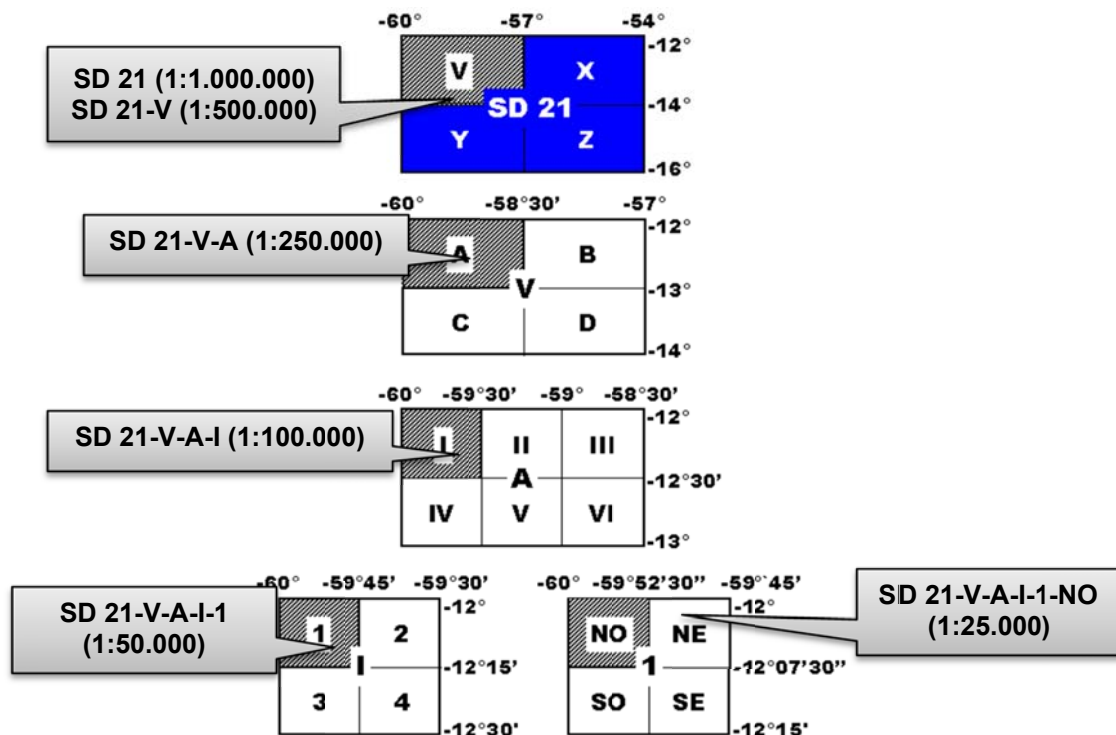 -60° -57° -54°
SD 21 (1:1.000.000)
SD 21-V (1:500.000)
V X
SD 21
Y Z
-12°
-14°
-16°
-60° -58°30' -57°
SD 21-V-A (1:250.000)
A B
V
C D
-12°
-13°
-14°
-60° -59°30' -59° -58°30'
SD 21-V-A-I (1:100.000)
I II III
A
IV V VI
-12°
-12°30'
-13°
-60° -59°45' -59°30'
SD 21-V-A-I-1
(1:50.000)
1 2
I
3 4
-12°
-12°15'
-12°30'
-60° -59°52'30" -59°45'
NO NE
1
SO SE
-12°
-12°07'30"
-12°15'
SD 21-V-A-I-1-NO
(1:25.000)